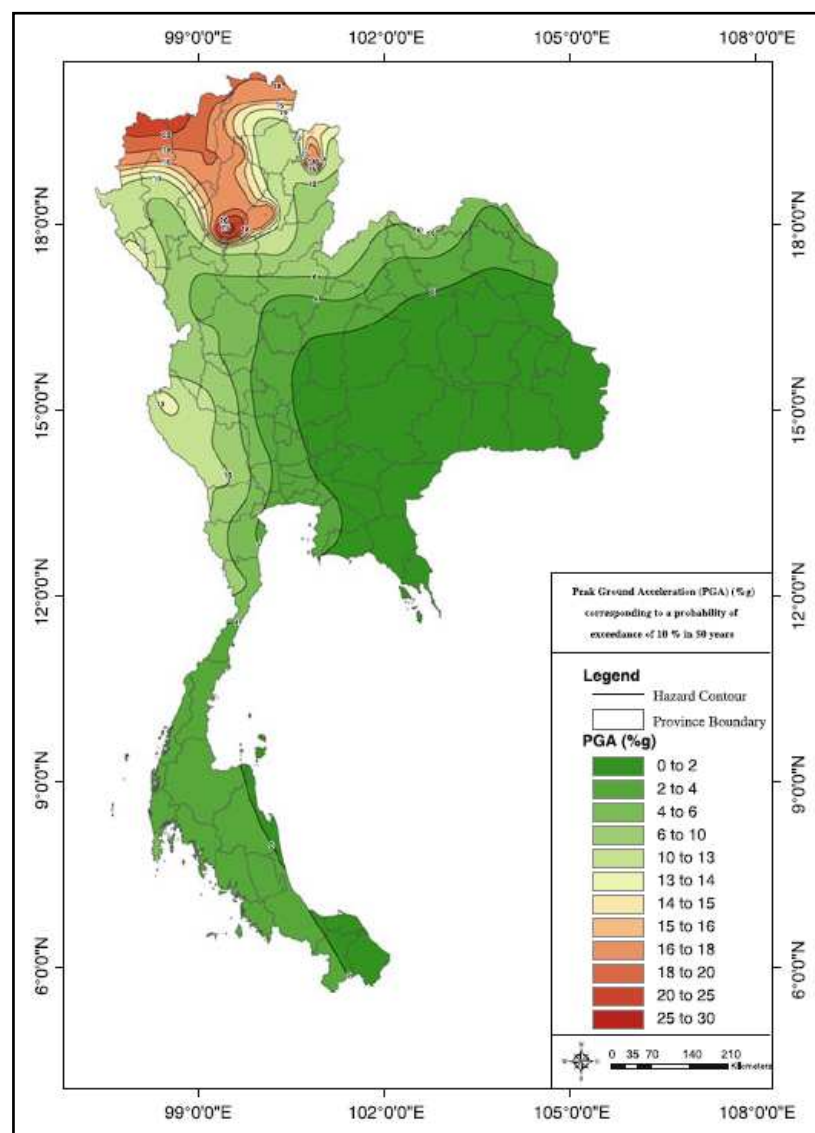 99°0'0"E 102°0'0"E 105°0'0"E 108°0'0"E
18°0'0"N 18°0'0"N
15°0'0"N 15°0'0"N
12°0'0"N 12°0'0"N
9°0'0"N 9°0'0"N
6°0'0"N 6°0'0"N
Peak Ground Acceleration (PGA) (%g)
corresponding to a probability of
exceedance of 10 % in 50 years
Legend
Hazard Contour
Province Boundary
PGA (%g)
0 to 2
2 to 4
4 to 6
6 to 10
10 to 13
13 to 14
14 to 15
15 to 16
16 to 18
18 to 20
20 to 25
25 to 30
0 35 70 140 210
Kilometers
99°0'0"E 102°0'0"E 105°0'0"E 108°0'0"E